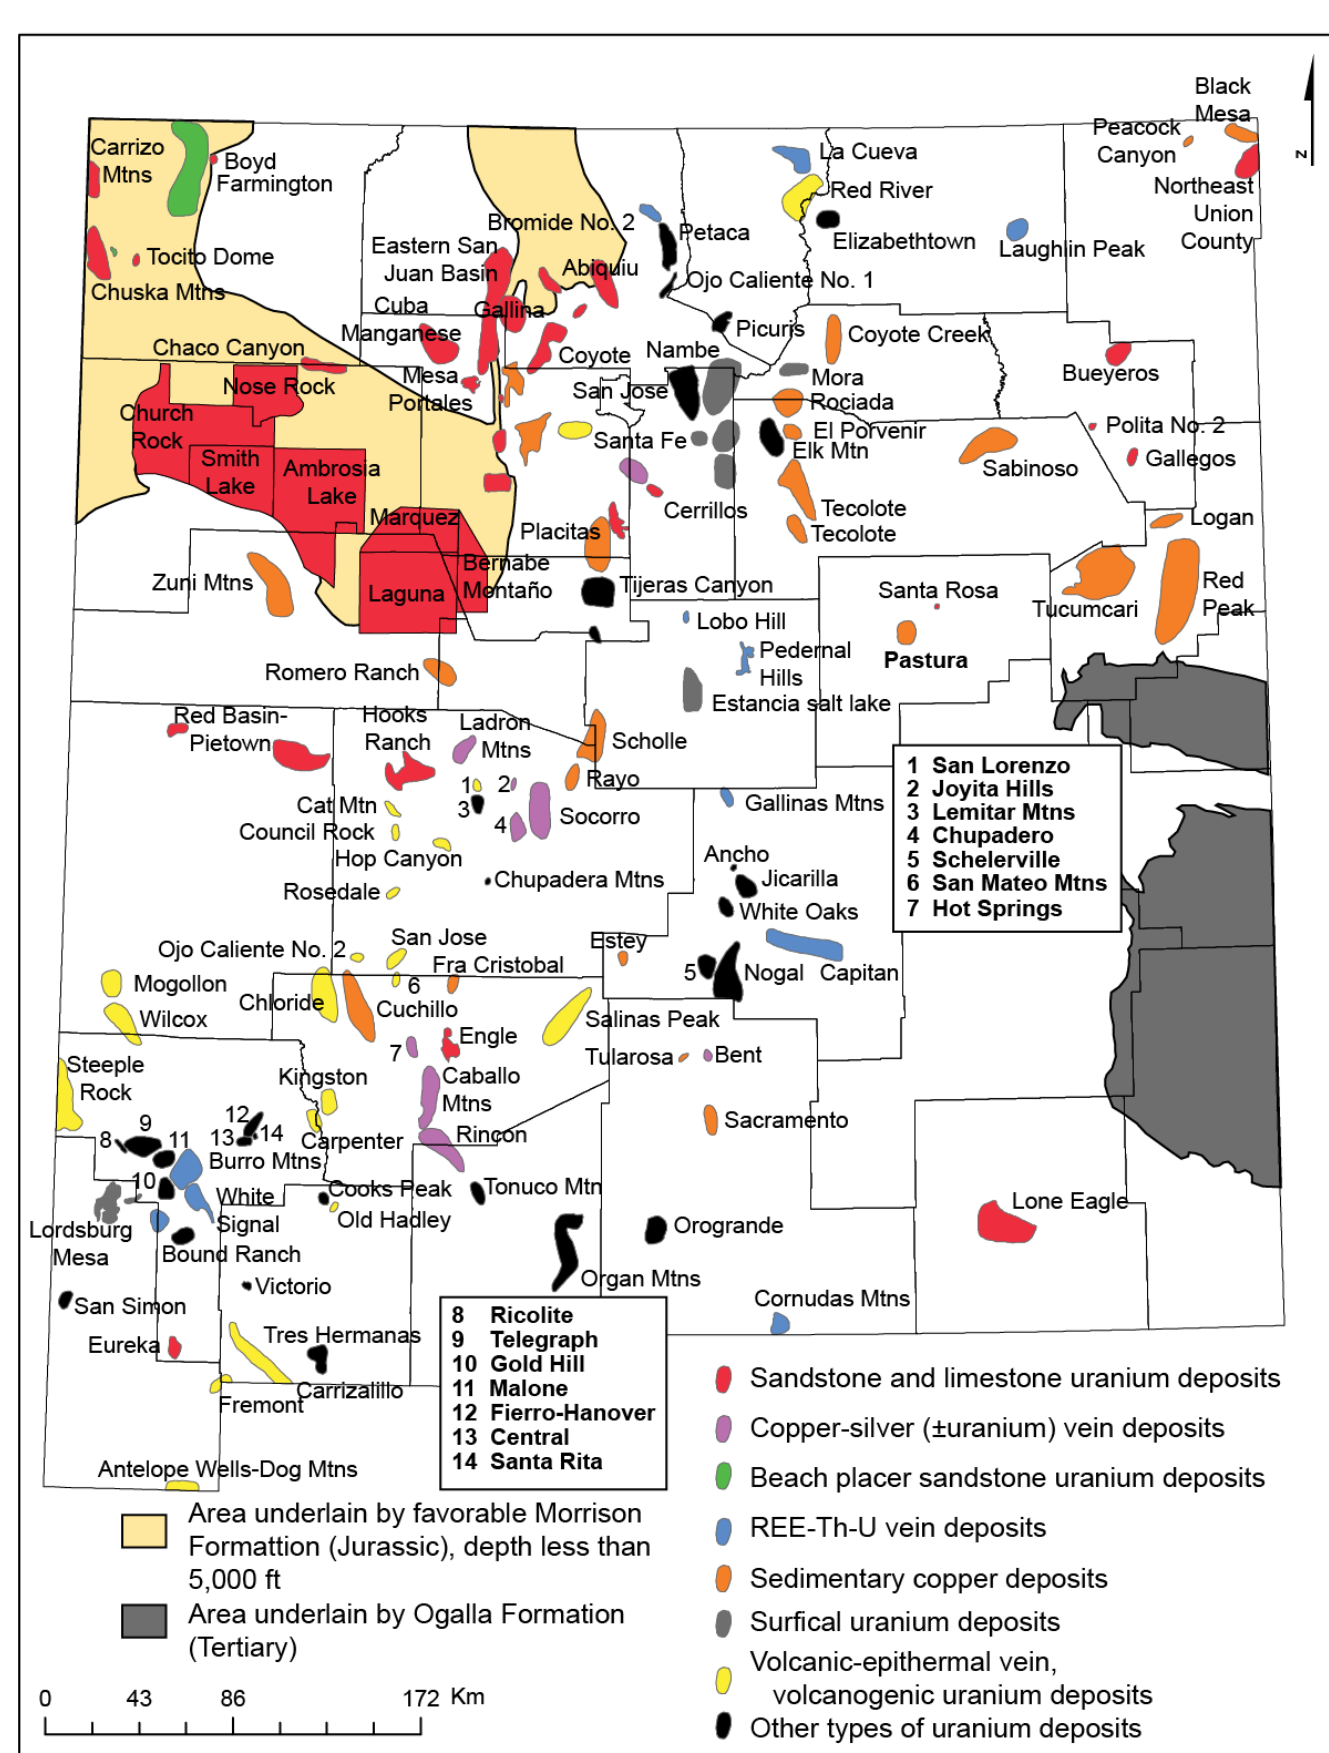 Black
Mesa
Peacock
Canyon
Northeast
Union
County
N
Carrizo
Mtns
Boyd
Farmington
La Cueva
Red River
Elizabethtown
Laughlin Peak
Bromide No. 2
Petaca
Eastern San
Juan Basin
Tocito Dome
Chuska Mtns
Abiquiu
Ojo Caliente No. 1
Cuba
Manganese
Gallina
Picuris
Coyote Creek
Chaco Canyon
Coyote
Nambe
Bueyeros
Nose Rock
Mesa
Portales
San Jose
Mora
Rociada
Church
Rock
Santa Fe
El Porvenir
Elk Mtn
Polita No. 2
Gallegos
Sabinoso
Smith
Lake
Ambrosia
Lake
Cerrillos
Tecolote
Tecolote
Logan
Marquez
Placitas
Zuni Mtns
Bernabe
Montaño
Laguna
Tijeras Canyon
Santa Rosa
Tucumcari
Red
Peak
Lobo Hill
Pedernal
Hills
Pastura
Romero Ranch
Estancia salt lake
Red Basin-
Pietown
Hooks
Ranch
Ladron
Mtns
Scholle
Rayo
1
2
3
4
Socorro
Gallinas Mtns
Cat Mtn
Council Rock
Hop Canyon
Rosedale
Chupadera Mtns
Ancho
Jicarilla
White Oaks
1 San Lorenzo
2 Joyita Hills
3 Lemitar Mtns
4 Chupadero
5 Schelerville
6 San Mateo Mtns
7 Hot Springs
Ojo Caliente No. 2
San Jose
Fra Cristobal
Estey
5
Nogal
Capitan
Mogollon
Wilcox
Chloride
6
Cuchillo
Salinas Peak
Engle
7
Tularosa
Bent
Steeple
Rock
Kingston
Caballo
Mtns
Sacramento
8
9
11
12
13
14
Carpenter
Rincon
Burro Mtns
10
White
Signal
Cooks Peak
Old Hadley
Tonuco Mtn
Lone Eagle
Lordsburg
Mesa
Bound Ranch
Orogrande
Organ Mtns
Victorio
San Simon
Cornudas Mtns
Eureka
Tres Hermanas
Carrizalillo
Fremont
Antelope Wells-Dog Mtns
8 Ricolite
9 Telegraph
10 Gold Hill
11 Malone
12 Fierro-Hanover
13 Central
14 Santa Rita
Sandstone and limestone uranium deposits
Copper-silver (±uranium) vein deposits
Beach placer sandstone uranium deposits
REE-Th-U vein deposits
Sedimentary copper deposits
Surfical uranium deposits
Volcanic-epithermal vein,
volcanogenic uranium deposits
Other types of uranium deposits
Area underlain by favorable Morrison
Formattion (Jurassic), depth less than
5,000 ft
Area underlain by Ogalla Formation
(Tertiary)
0 43 86 172 Km